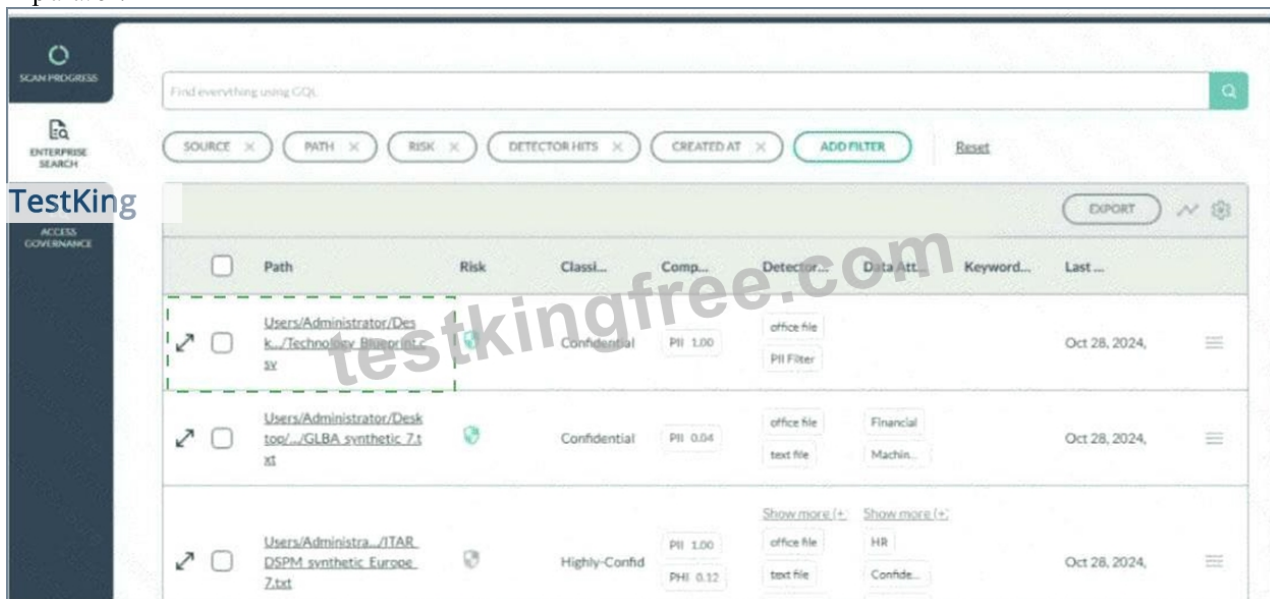 SCAN PROGRESS
Find everything using GQL
ENTERPRISE
SEARCH
SOURCE ×
PATH ×
RISK ×
DETECTOR HITS ×
CREATED AT ×
ADD FILTER
Reset
TestKing
EXPORT
ACCESS
GOVERNANCE
Path Risk Classi... Comp... Detector... Data Att... Keyword... Last ...
Users/Administrator/Des
k.../Technology Blueprint.c
sv
Confidential
PII 1.00
office file
PII Filter
Oct 28, 2024,
testkingfree.com
Users/Administrator/Desk
top/.../GLBA synthetic 7.t
xt
Confidential
PII 0.04
office file
text file
Financial
Machin...
Oct 28, 2024,
Users/Administra.../ITAR
DSPM synthetic Europe
7.txt
Highly-Confid
PII 1.00
PHI 0.12
Show more (+
office file
text file
Show more (+
HR
Confide...
Oct 28, 2024,